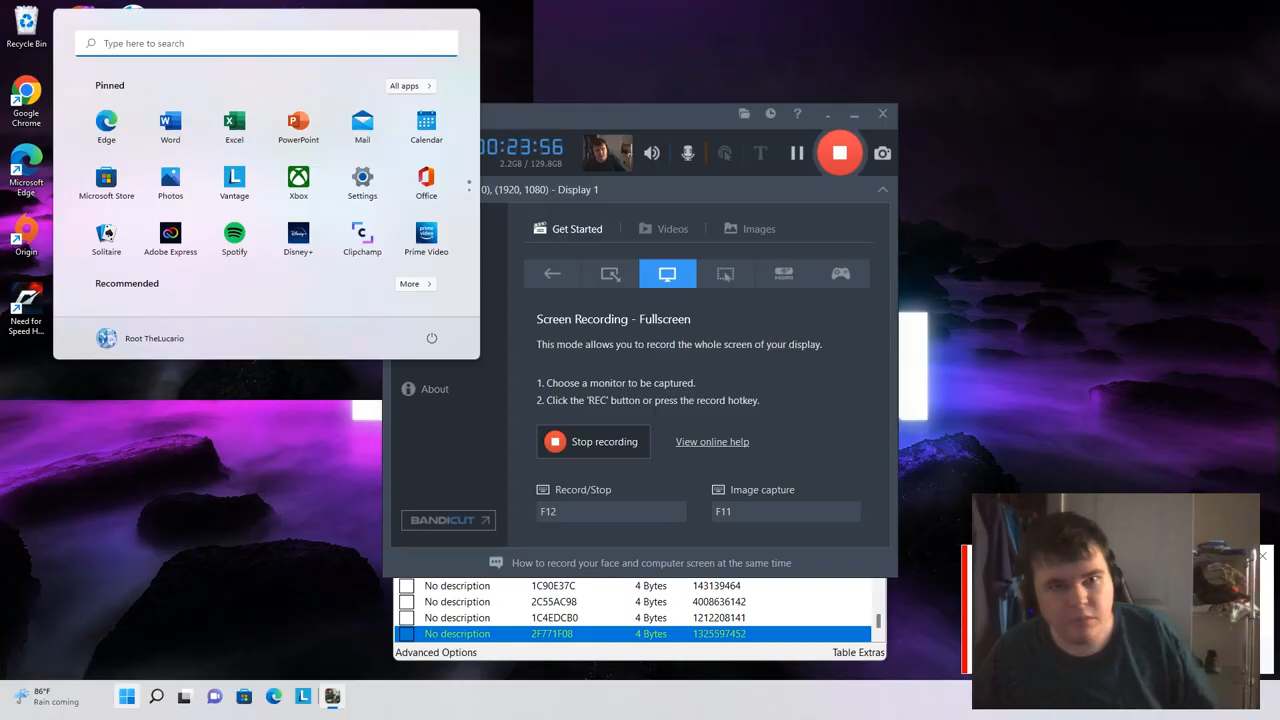 Recycle Bin
Google
Chrome
Microsoft
Edge
Origin
Need for
Speed H...
Type here to search
Pinned
All apps
Edge
Word
Excel
PowerPoint
Mail
Calendar
Microsoft Store
Photos
Vantage
Xbox
Settings
Office
Solitaire
Adobe Express
Spotify
Disney+
Clipchamp
prime video
Prime Video
Recommended
More
Root TheLucario
00:23:56
2.2GB / 129.8GB
0), (1920, 1080) - Display 1
Get Started
Videos
Images
HDMI
Screen Recording - Fullscreen
This mode allows you to record the whole screen of your display.
1. Choose a monitor to be captured.
2. Click the 'REC' button or press the record hotkey.
Stop recording
View online help
Record/Stop
Image capture
F12
F11
About
BANDICUT
How to record your face and computer screen at the same time
No description 1C90E37C 4 Bytes 143139464
No description 2C55AC98 4 Bytes 4008636142
No description 1C4EDCB0 4 Bytes 1212208141
No description 2F771F08 4 Bytes 1325597452
Advanced Options
Table Extras
86°F
Rain coming